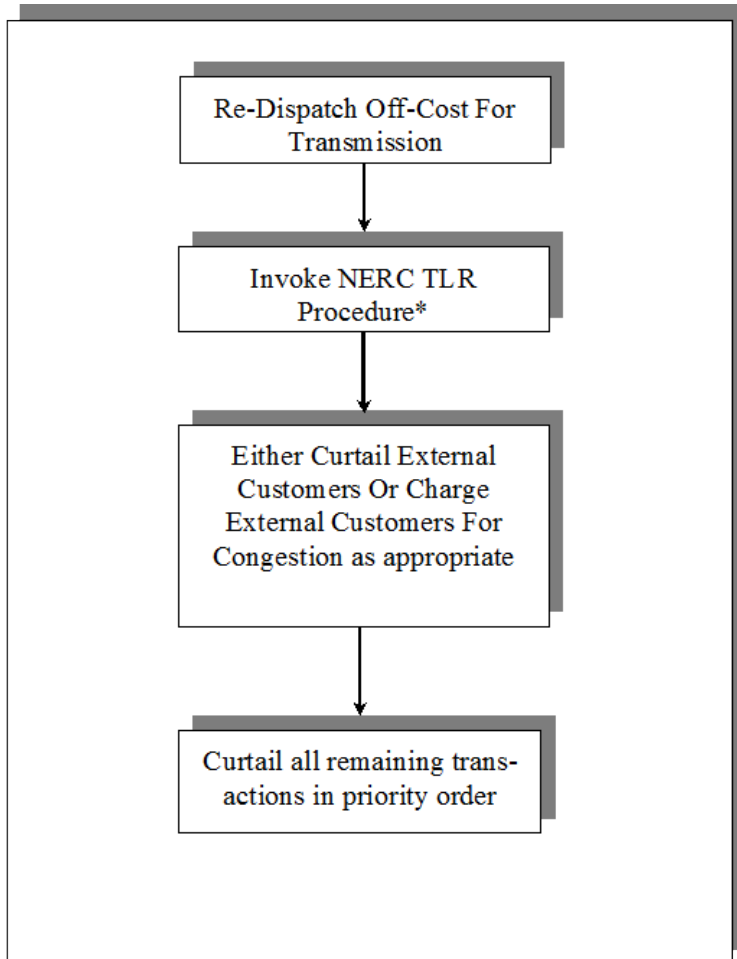 Re-Dispatch Off-Cost For
Transmission
Invoke NERC TLR
Procedure*
Either Curtail External
Customers Or Charge
External Customers For
Congestion as appropriate
Curtail all remaining trans-
actions in priority order